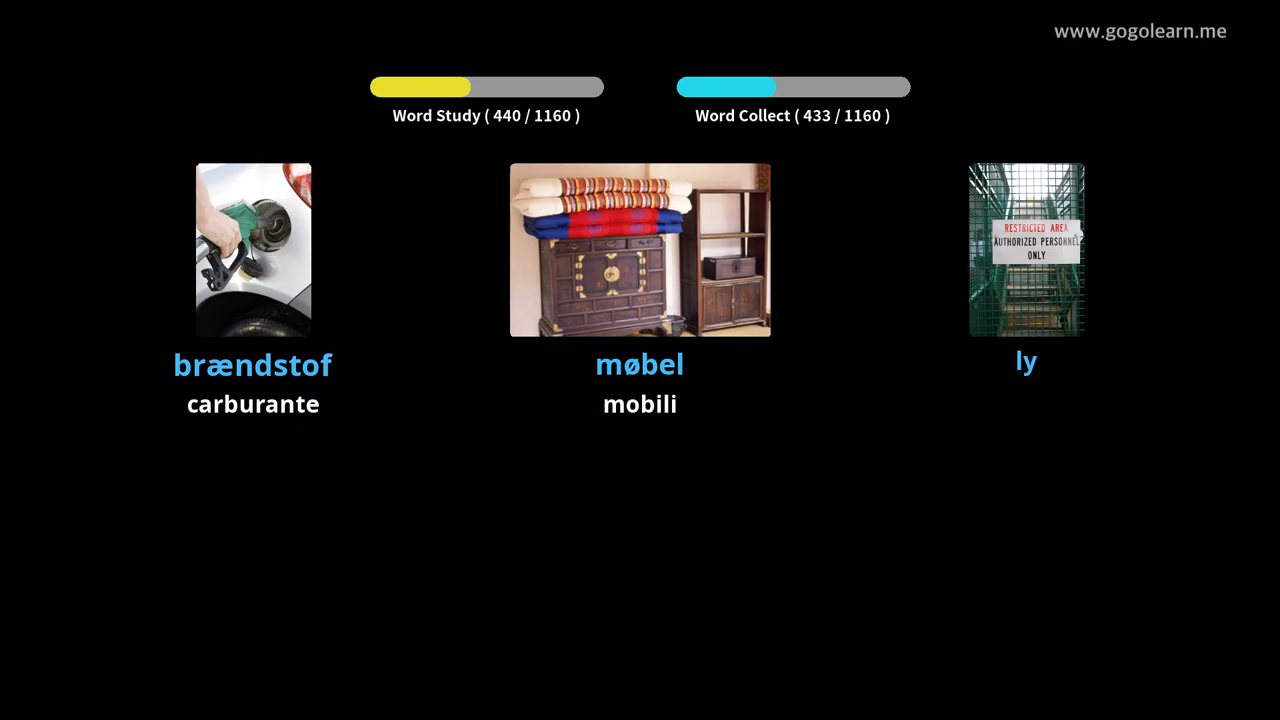 www.gogolearn.me
Word Study ( 440 / 1160 )
Word Collect ( 433 / 1160 )
RESTRICTED AREA
AUTHORIZED PERSONNEL
ONLY
brændstof
møbel
ly
carburante
mobili